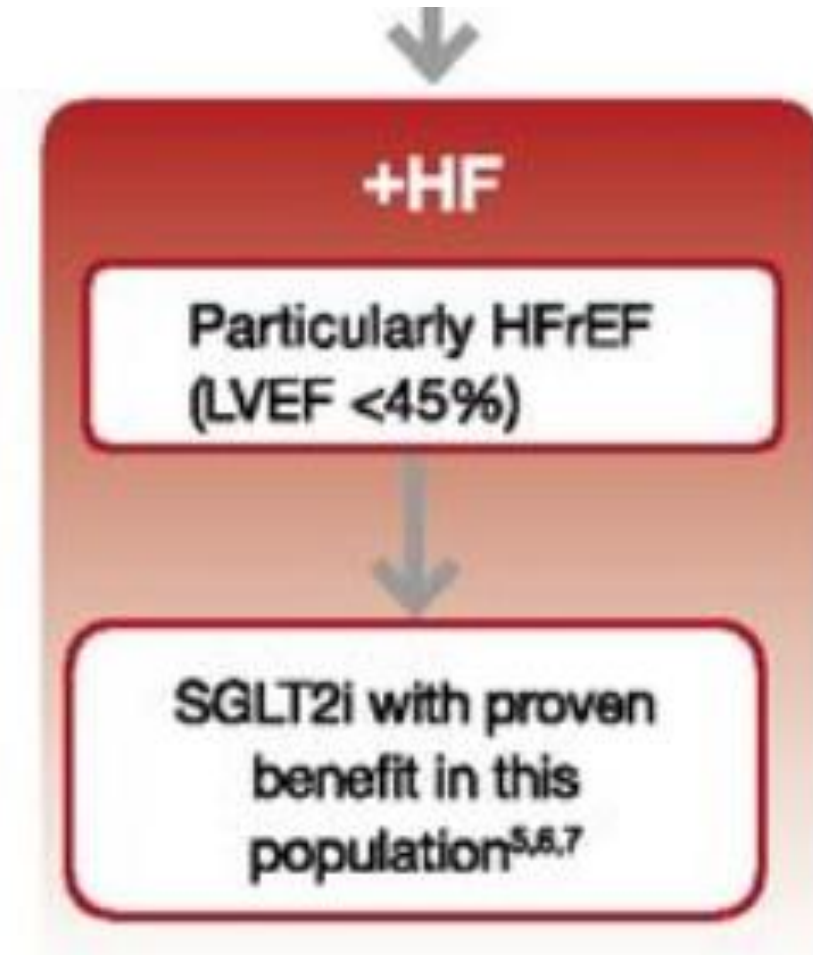 +HF
Particularly HFrEF
(LVEF <45%)
SGLT2i with proven
benefit in this
population5,6,7